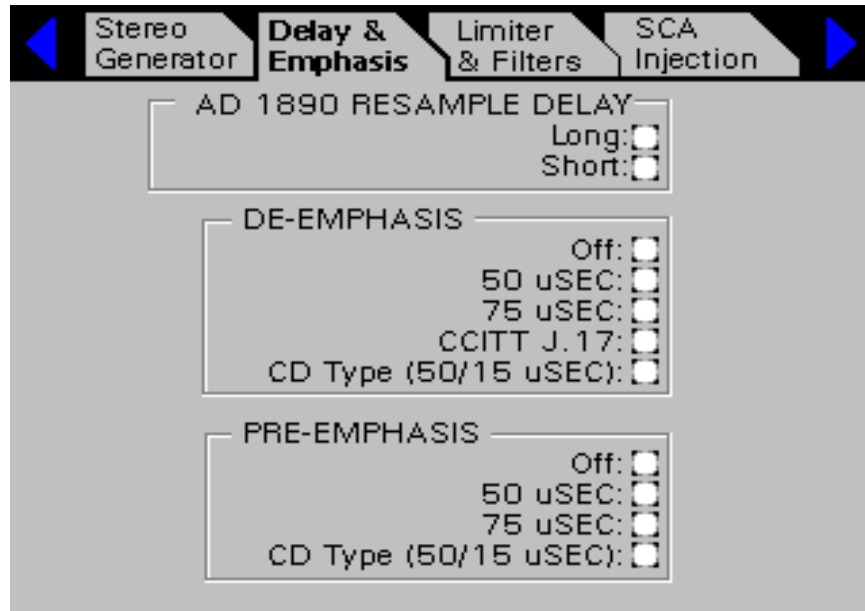 Stereo Generator
Delay & Emphasis
Limiter & Filters
SCA Injection
AD 1890 RESAMPLE DELAY
Long:
Short:
DE-EMPHASIS
Off:
50 uSEC:
75 uSEC:
CCITT J.17:
CD Type (50/15 uSEC):
PRE-EMPHASIS
Off:
50 uSEC:
75 uSEC:
CD Type (50/15 uSEC):